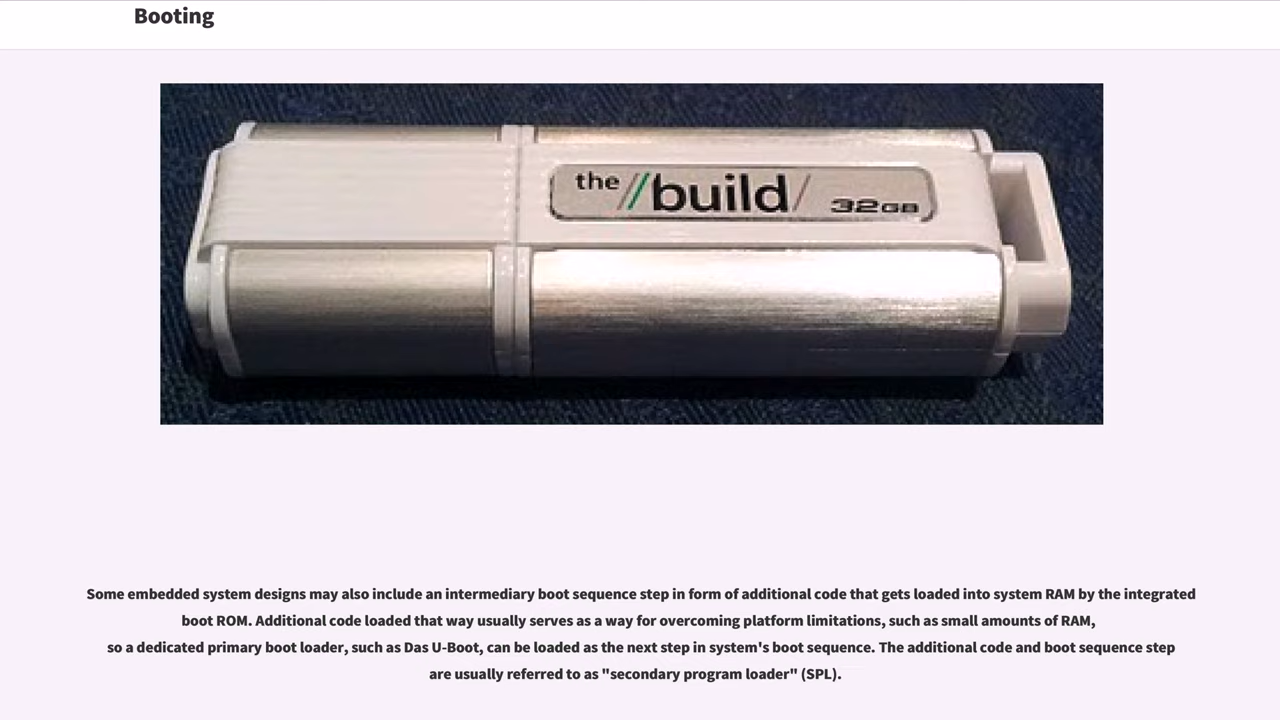 Booting
the //build/ 32GB
Some embedded system designs may also include an intermediary boot sequence step in form of additional code that gets loaded into system RAM by the integrated
boot ROM. Additional code loaded that way usually serves as a way for overcoming platform limitations, such as small amounts of RAM,
so a dedicated primary boot loader, such as Das U-Boot, can be loaded as the next step in system's boot sequence. The additional code and boot sequence step
are usually referred to as "secondary program loader" (SPL).